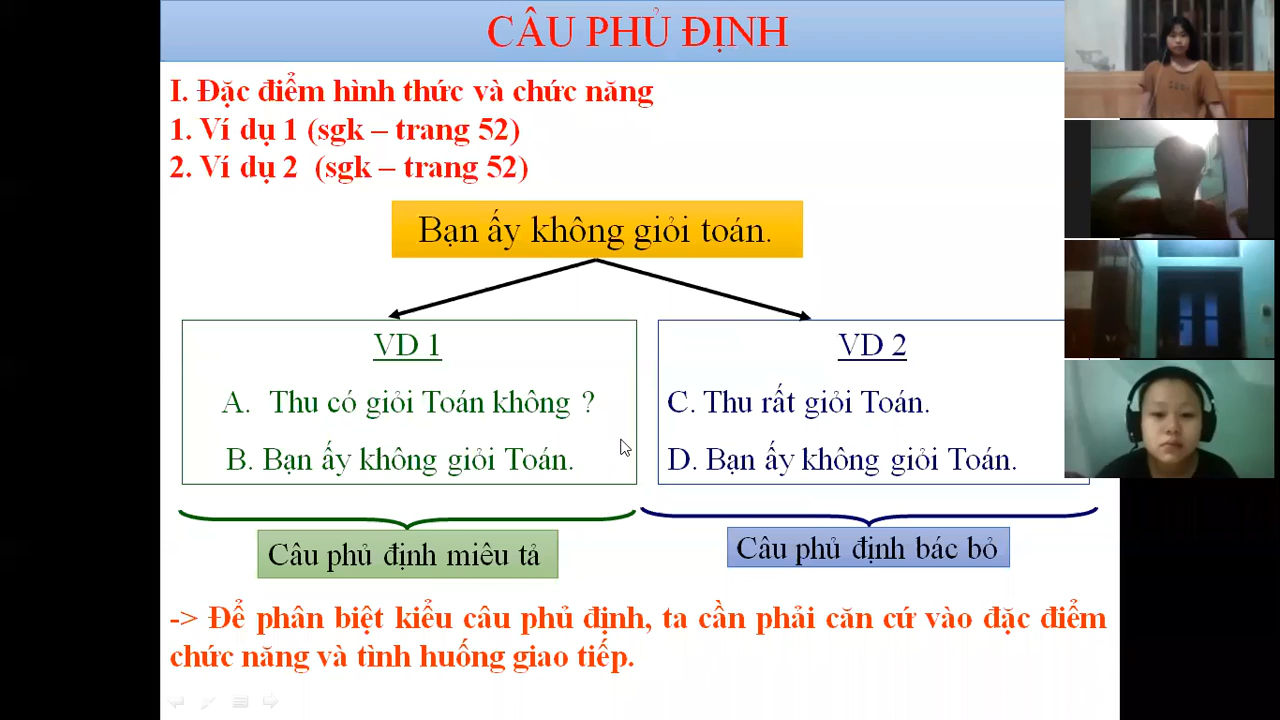 CÂU PHỦ ĐỊNH
I. Đặc điểm hình thức và chức năng
1. Ví dụ 1 (sgk – trang 52)
2. Ví dụ 2 (sgk – trang 52)
Bạn ấy không giỏi toán.
VD 1
A. Thu có giỏi Toán không ?
B. Bạn ấy không giỏi Toán.
VD 2
C. Thu rất giỏi Toán.
D. Bạn ấy không giỏi Toán.
Câu phủ định miêu tả
Câu phủ định bác bỏ
-> Để phân biệt kiểu câu phủ định, ta cần phải căn cứ vào đặc điểm
chức năng và tình huống giao tiếp.